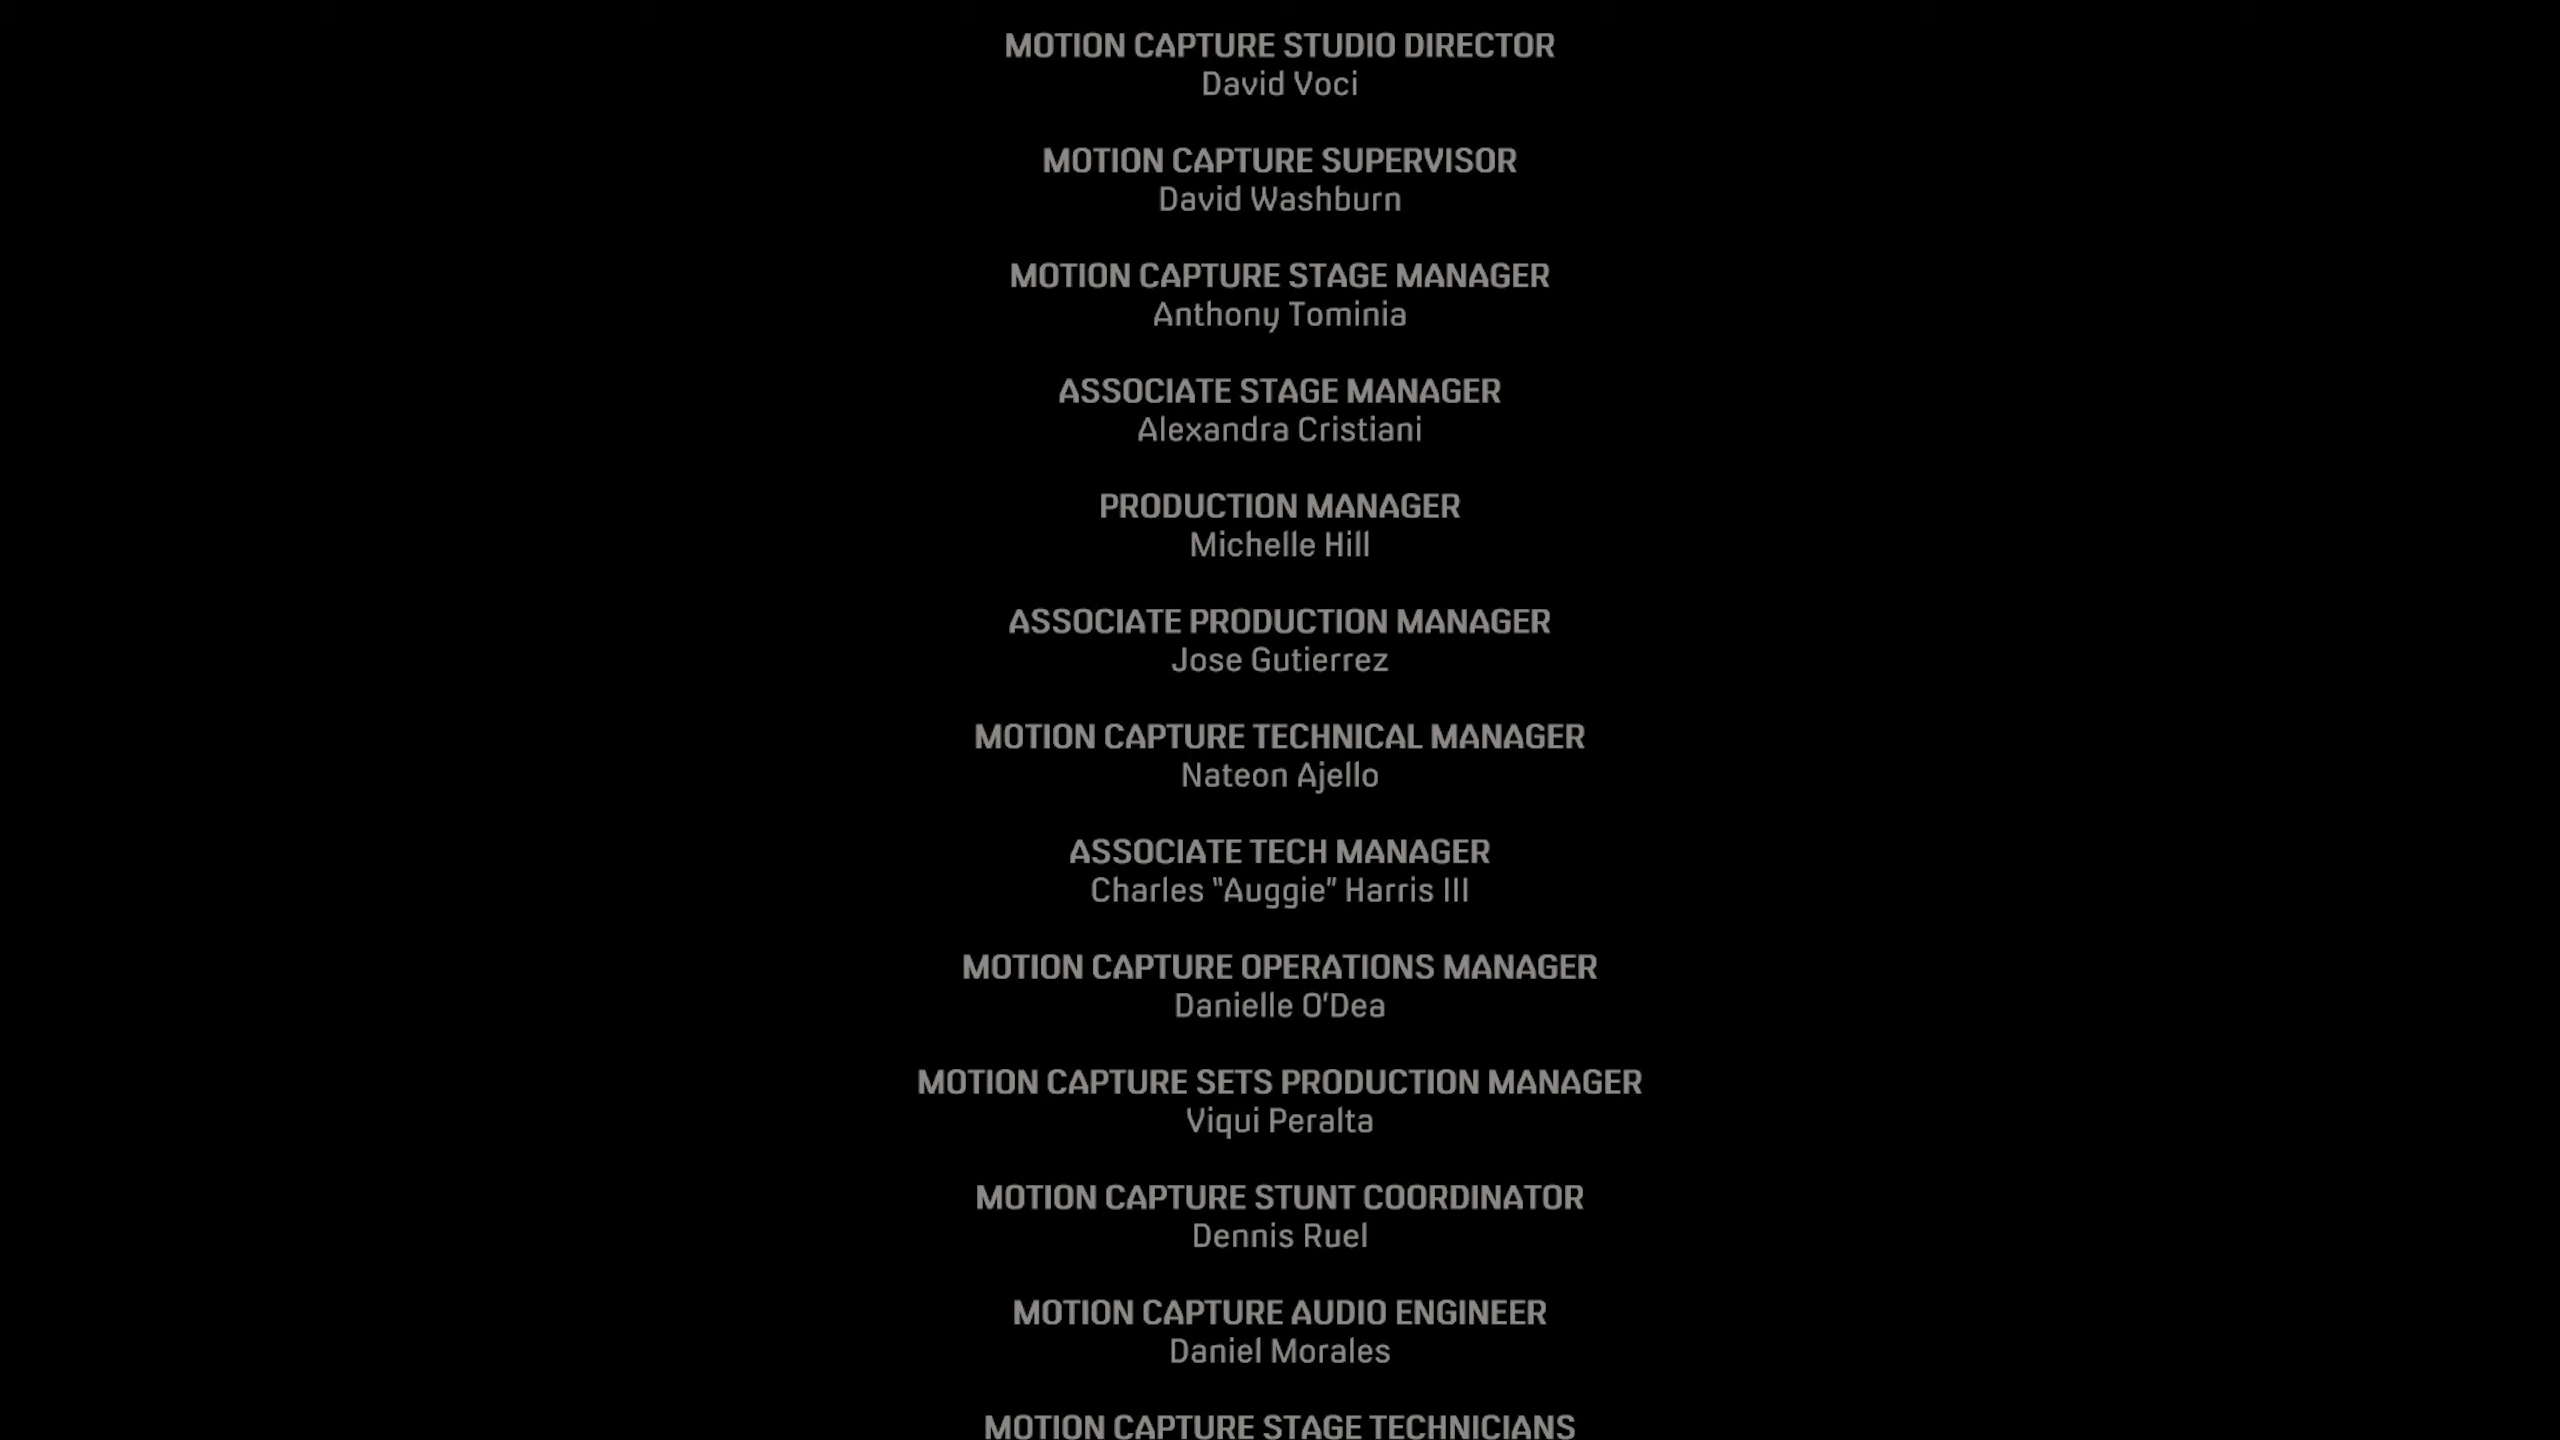 MOTION CAPTURE STUDIO DIRECTOR
David Voci
MOTION CAPTURE SUPERVISOR
David Washburn
MOTION CAPTURE STAGE MANAGER
Anthony Tominia
ASSOCIATE STAGE MANAGER
Alexandra Cristiani
PRODUCTION MANAGER
Michelle Hill
ASSOCIATE PRODUCTION MANAGER
Jose Gutierrez
MOTION CAPTURE TECHNICAL MANAGER
Nateon Ajello
ASSOCIATE TECH MANAGER
Charles “Auggie” Harris III
MOTION CAPTURE OPERATIONS MANAGER
Danielle O'Dea
MOTION CAPTURE SETS PRODUCTION MANAGER
Viqui Peralta
MOTION CAPTURE STUNT COORDINATOR
Dennis Ruel
MOTION CAPTURE AUDIO ENGINEER
Daniel Morales
MOTION CAPTURE STAGE TECHNICIANS